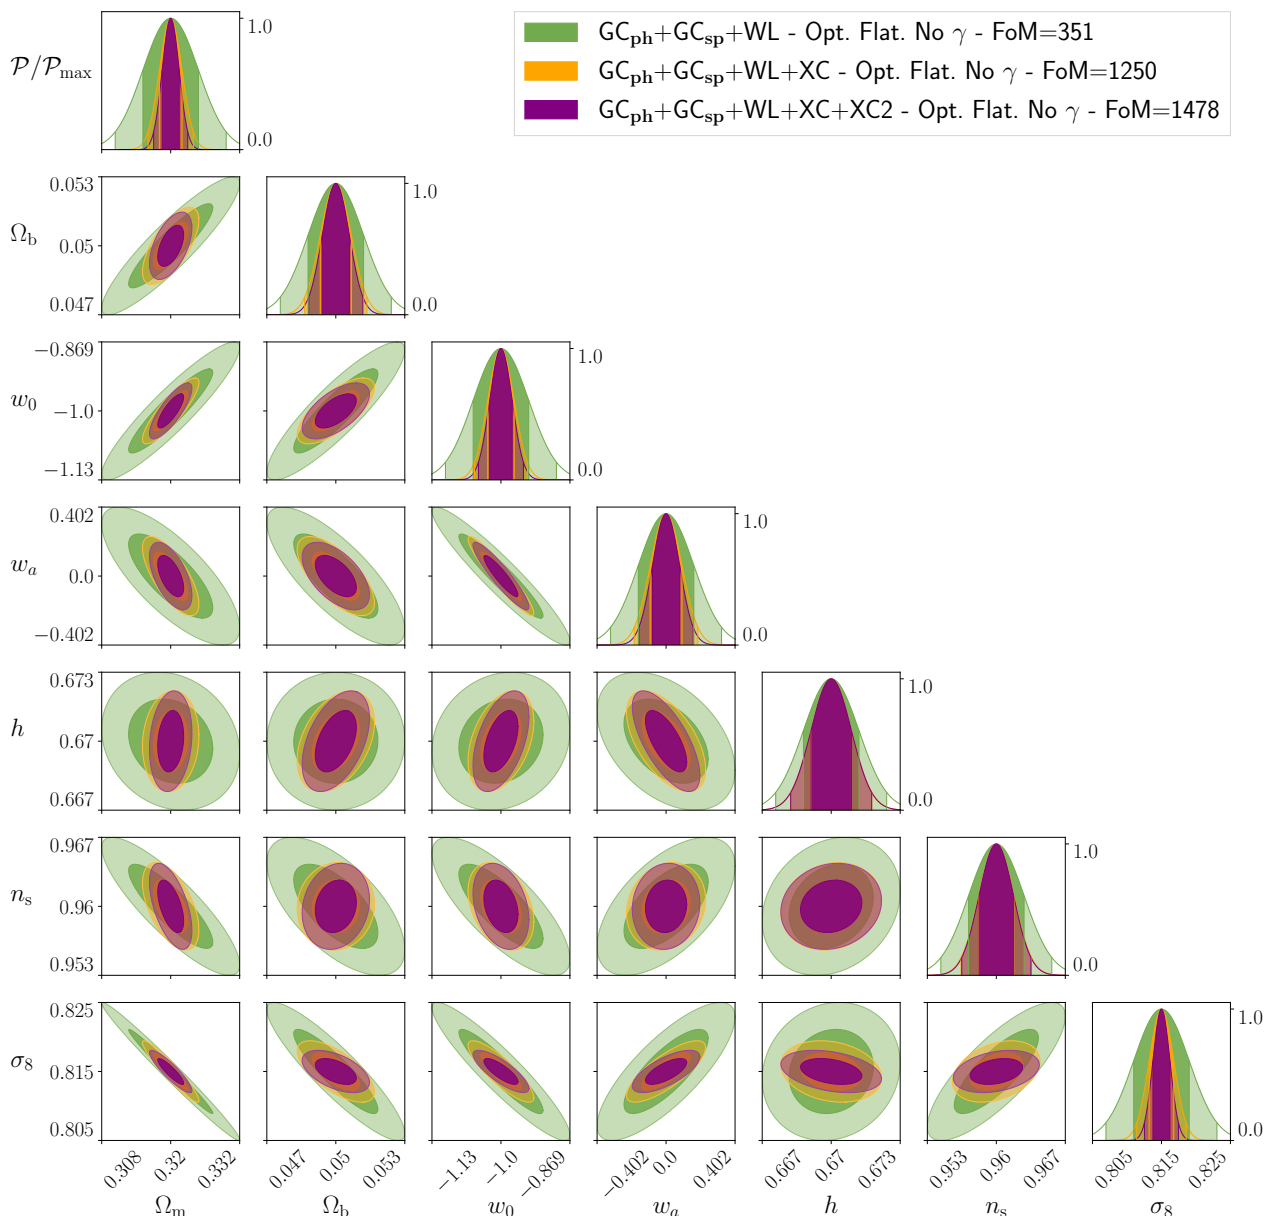 GCph+GCsp+WL - Opt. Flat. No γ - FoM=351
GCph+GCsp+WL+XC - Opt. Flat. No γ - FoM=1250
GCph+GCsp+WL+XC+XC2 - Opt. Flat. No γ - FoM=1478
P/Pmax
1.0
0.0
Ωb
0.053
0.05
0.047
1.0
0.0
w0
−0.869
−1.0
−1.13
1.0
0.0
wa
0.402
0.0
−0.402
1.0
0.0
h
0.673
0.67
0.667
1.0
0.0
ns
0.967
0.96
0.953
1.0
0.0
σ8
0.825
0.815
0.805
1.0
0.0
0.308 0.32 0.332 0.047 0.05 0.053 −1.13 −1.0 −0.869 −0.402 0.0 0.402 0.667 0.67 0.673 0.953 0.96 0.967 0.805 0.815 0.825
Ωm Ωb w0 wa h ns σ8